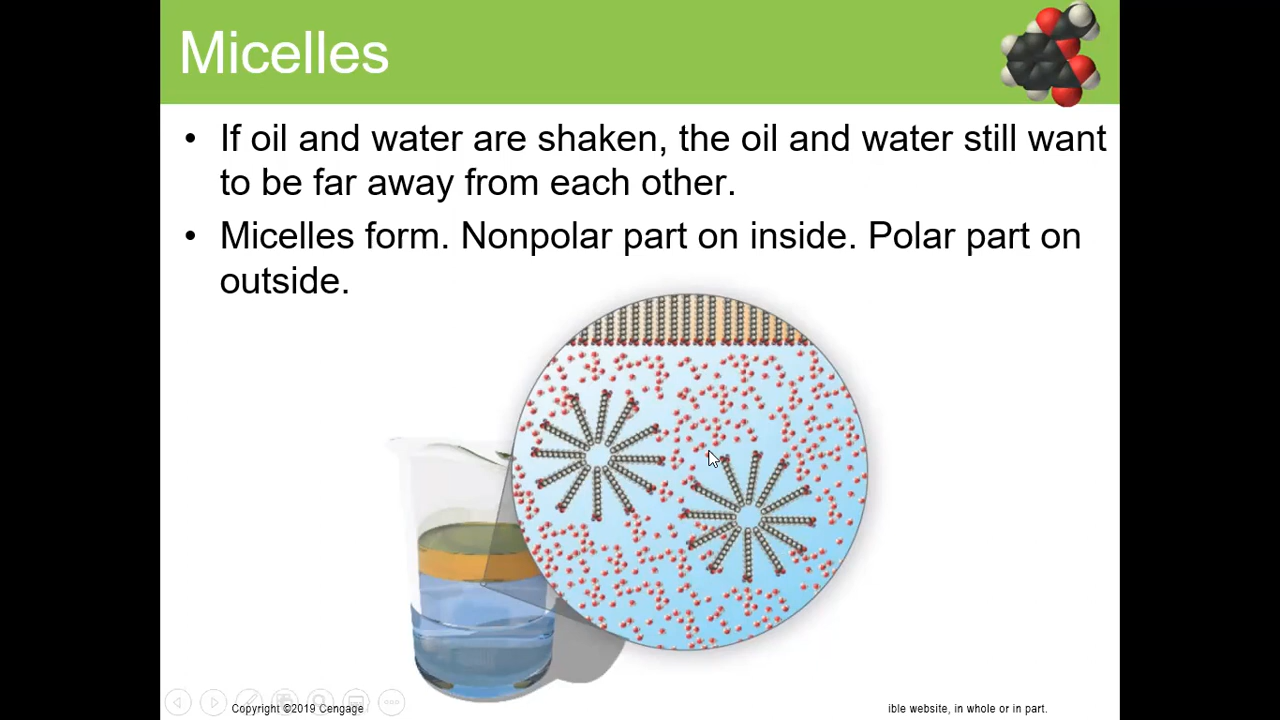 Micelles
• If oil and water are shaken, the oil and water still want
to be far away from each other.
• Micelles form. Nonpolar part on inside. Polar part on
outside.
Copyright ©2019 Cengage
ible website, in whole or in part.